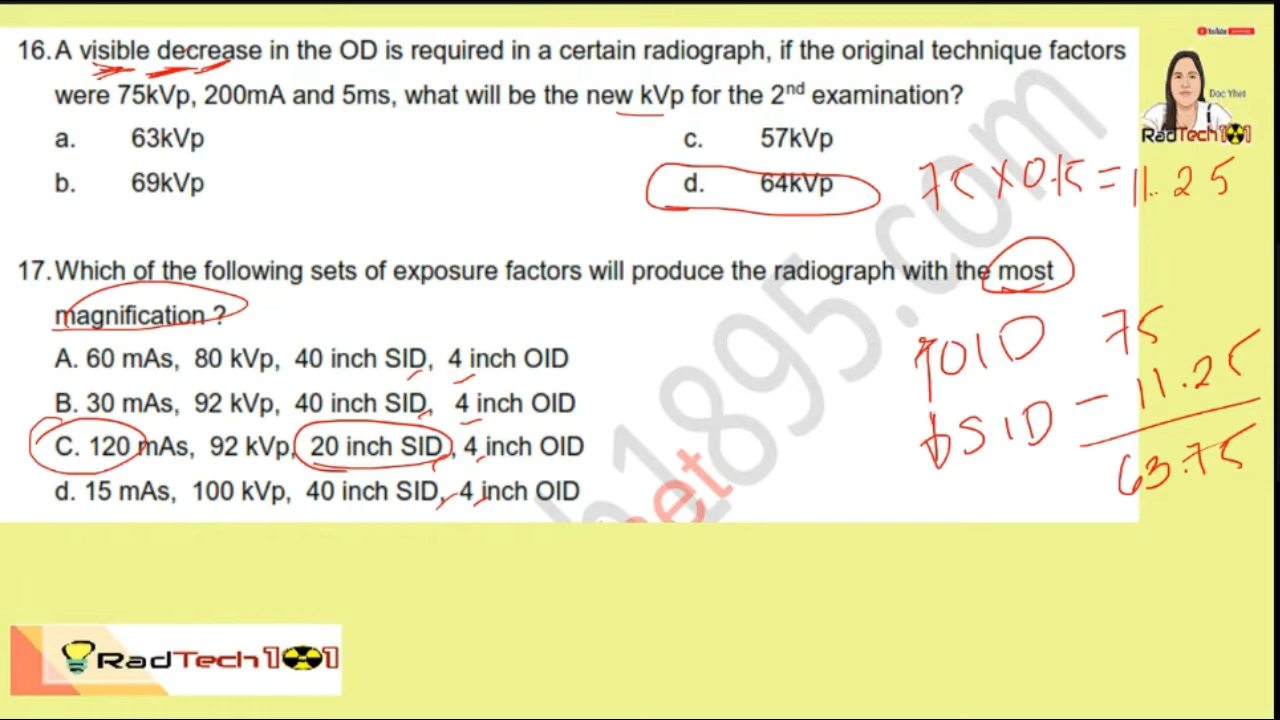 16. A visible decrease in the OD is required in a certain radiograph, if the original technique factors
were 75kVp, 200mA and 5ms, what will be the new kVp for the 2nd examination?
a. 63kVp
c. 57kVp
b. 69kVp
d. 64kVp
75 x 0.15 = 11.25
17. Which of the following sets of exposure factors will produce the radiograph with the most
magnification ?
A. 60 mAs, 80 kVp, 40 inch SID, 4 inch OID
B. 30 mAs, 92 kVp, 40 inch SID, 4 inch OID
C. 120 mAs, 92 kVp, 20 inch SID, 4 inch OID
d. 15 mAs, 100 kVp, 40 inch SID, 4 inch OID
↑OID
↓SID
75
- 11.25
63.75
YouTube
Doc Yhet
RadTech101
1895.com
RadTech101